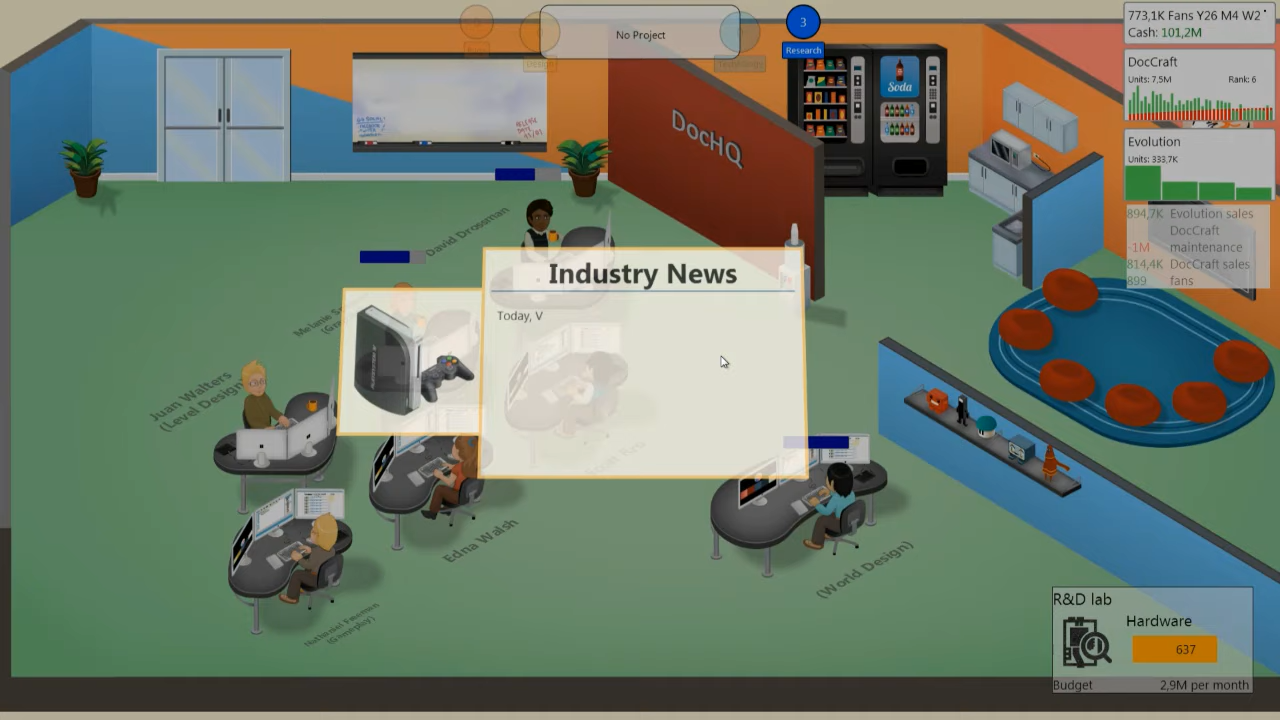 No Project
3
Research
773,1K Fans Y26 M4 W2
Cash: 101,2M
DocCraft
Units: 7,5M Rank: 6
Evolution
Units: 333,7K
894,7K Evolution sales
DocCraft
-1M maintenance
814,4K DocCraft sales
899 fans
Soda
DocHQ
David Drossman
Industry News
Today, V
Juan Walters
(Level Design)
Edna Walsh
(World Design)
Nathaniel Freeman
(Gameplay)
R&D lab
Hardware
637
Budget 2,9M per month